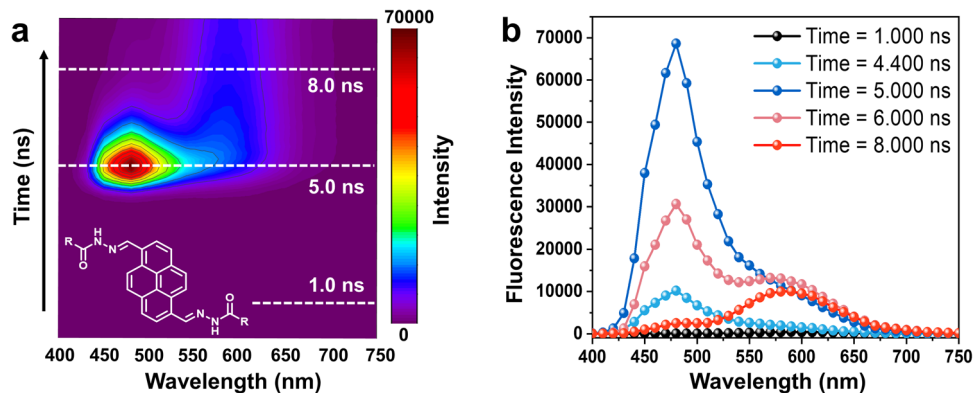 a
70000
8.0 ns
5.0 ns
1.0 ns
Time (ns)
Intensity
0
H
N
R
N
O
O
N
N
R
H
400 450 500 550 600 650 700 750
Wavelength (nm)
b
70000
60000
50000
40000
30000
20000
10000
0
Fluorescence Intensity
Time = 1.000 ns
Time = 4.400 ns
Time = 5.000 ns
Time = 6.000 ns
Time = 8.000 ns
400 450 500 550 600 650 700 750
Wavelength (nm)